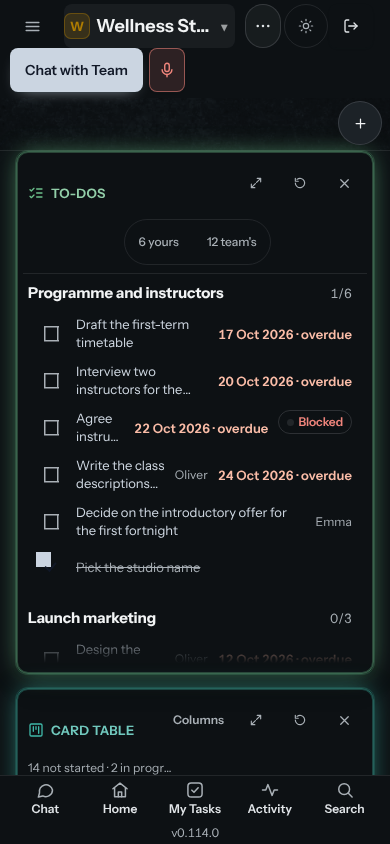 W Wellness St... ▾
Chat with Team
TO-DOS
6 yours 12 team's
Programme and instructors 1/6
Draft the first-term
timetable
17 Oct 2026 · overdue
Interview two
instructors for the...
20 Oct 2026 · overdue
Agree
instru...
22 Oct 2026 · overdue
Blocked
Write the class
descriptions...
Oliver 24 Oct 2026 · overdue
Decide on the introductory offer for
the first fortnight
Emma
Pick the studio name
Launch marketing 0/3
Design the
Oliver 12 Oct 2026 · overdue
CARD TABLE Columns
14 not started · 2 in progr...
Chat Home My Tasks Activity Search
v0.114.0